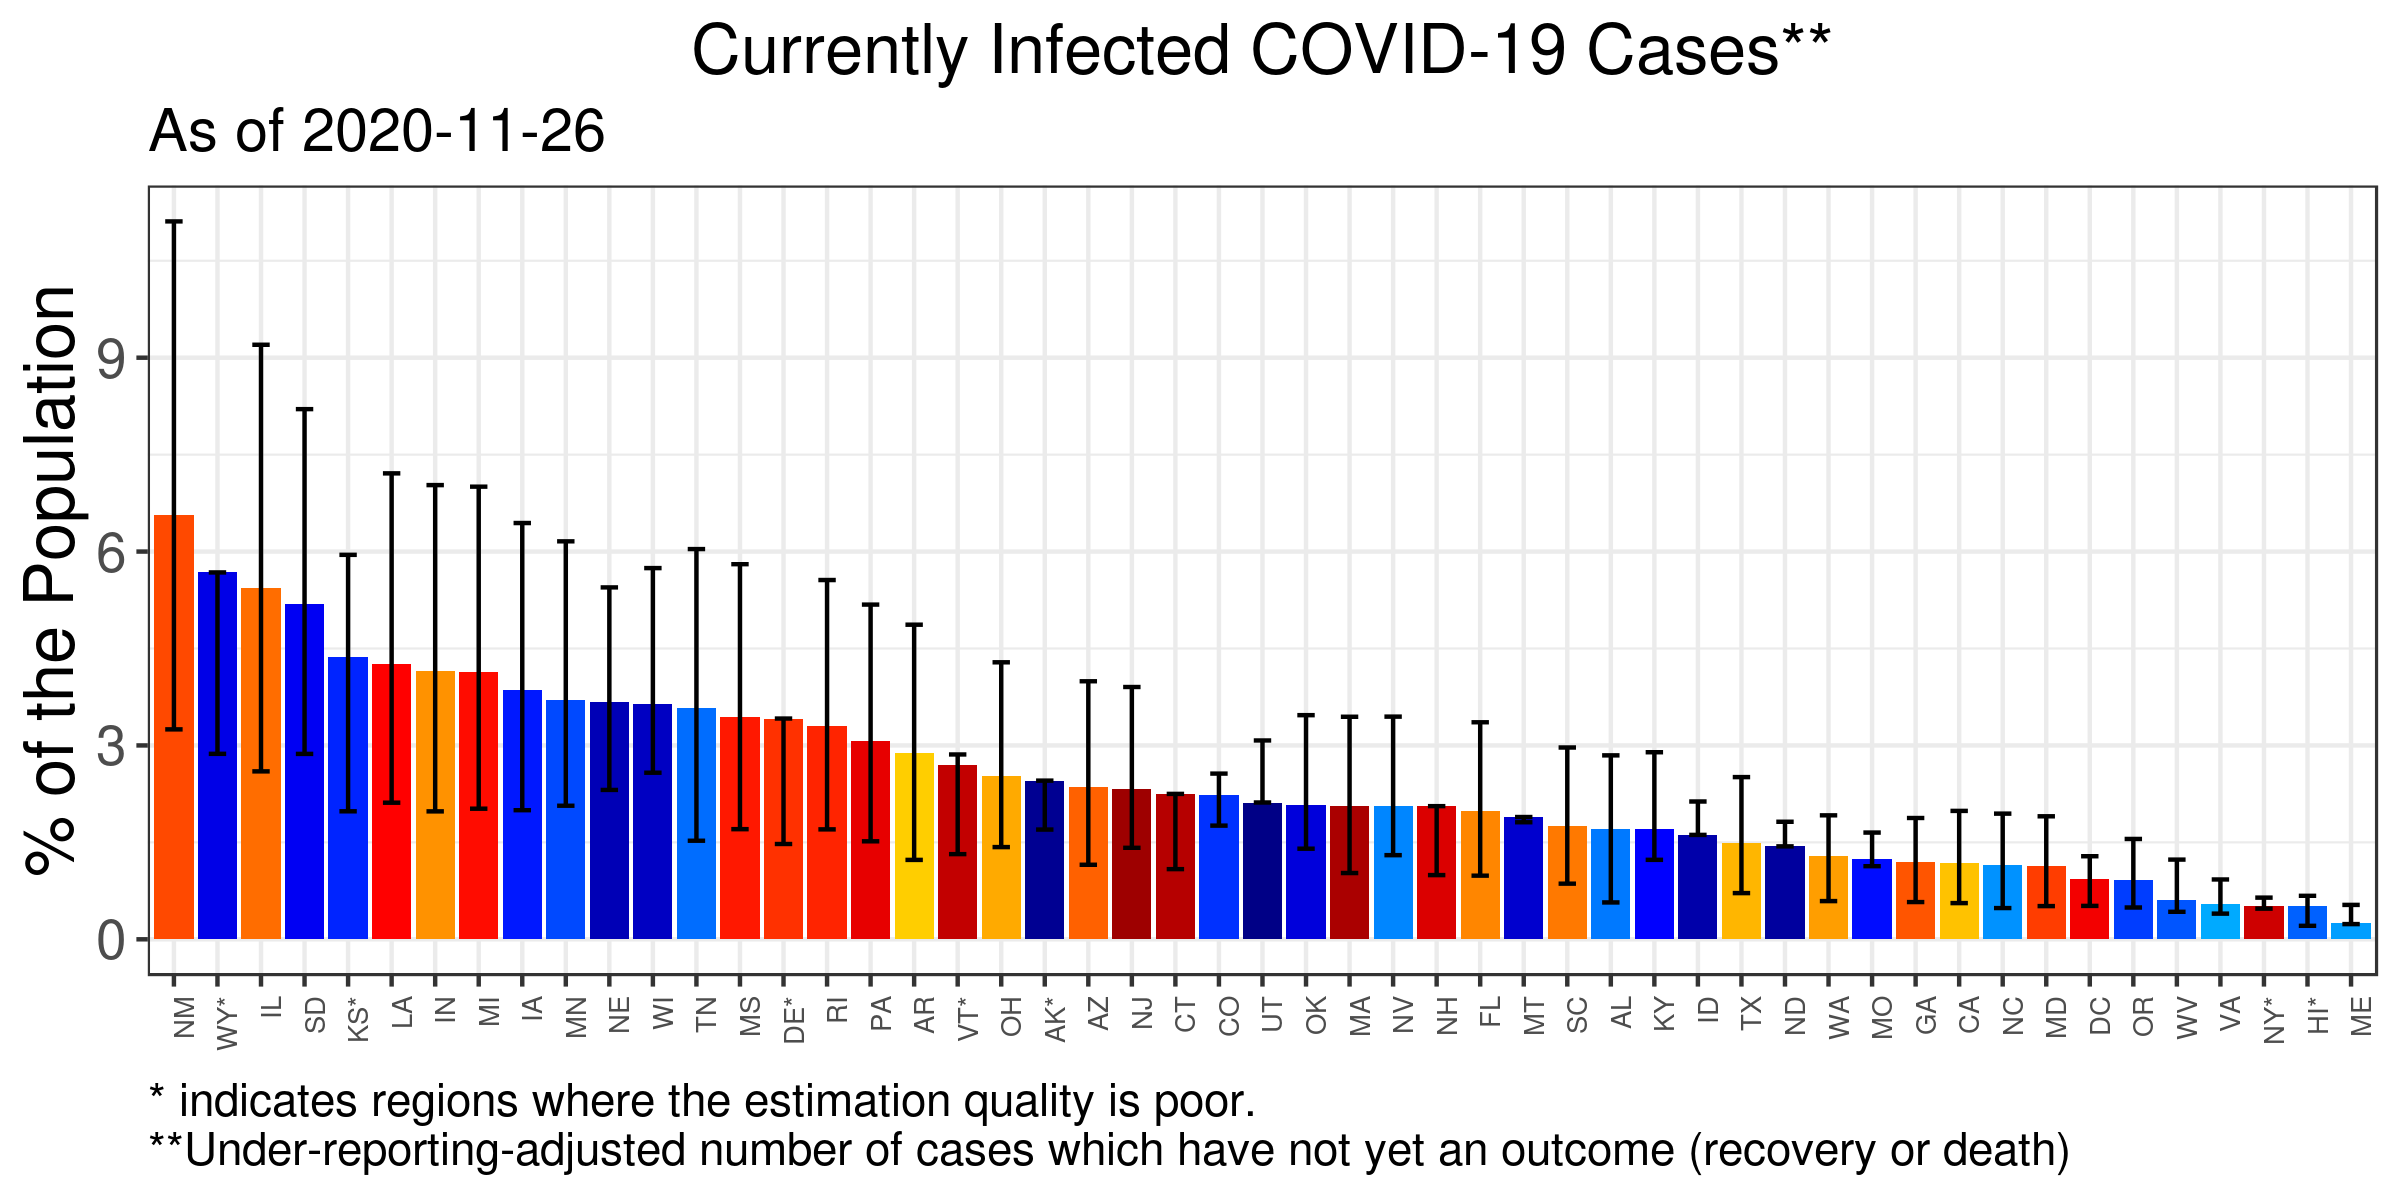 Currently Infected COVID-19 Cases**
As of 2020-11-26
% of the Population
9
6
3
0
NM WY* IL SD KS* LA IN MI IA MN NE WI TN MS DE* RI PA AR VT* OH AK* AZ NJ CT CO UT OK MA NV NH FL MT SC AL KY ID TX ND WA MO GA CA NC MD DC OR WV VA NY* HI* ME
* indicates regions where the estimation quality is poor.
**Under-reporting-adjusted number of cases which have not yet an outcome (recovery or death)